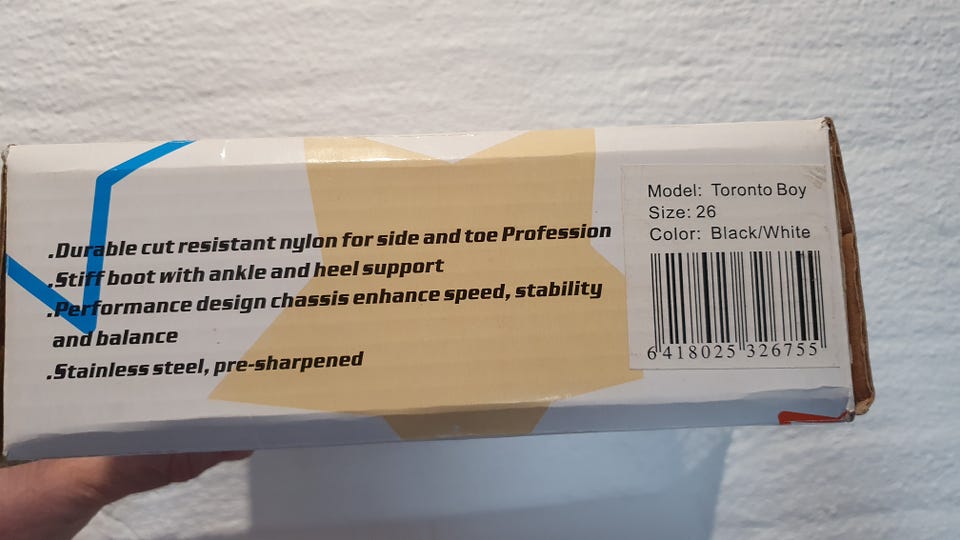 .Durable cut resistant nylon for side and toe Profession
.Stiff boot with ankle and heel support
.Performance design chassis enhance speed, stability
and balance
.Stainless steel, pre-sharpened
Model: Toronto Boy
Size: 26
Color: Black/White
6 418025 326755